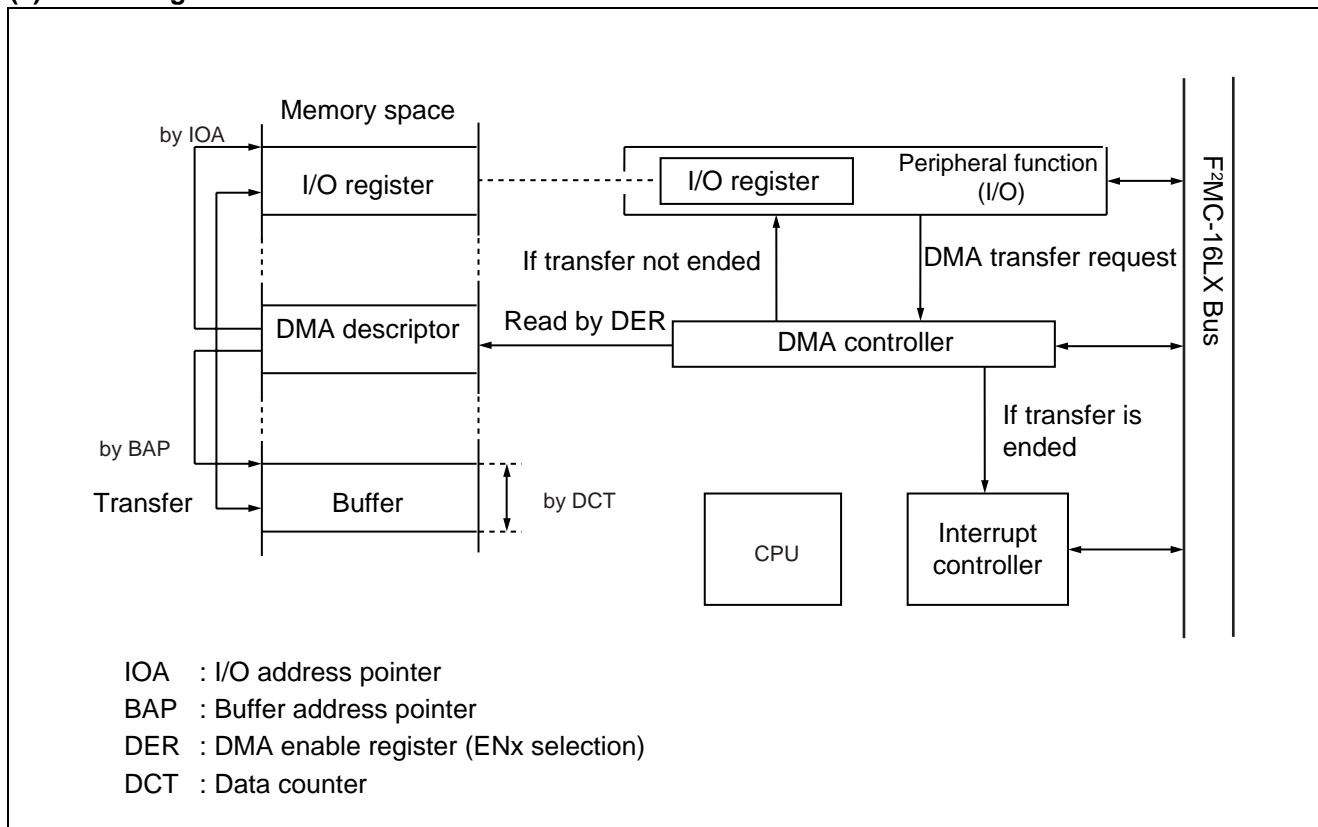 Memory space
by IOA
I/O register
I/O register
Peripheral function
(I/O)
F²MC-16LX Bus
If transfer not ended
DMA transfer request
DMA descriptor
Read by DER
DMA controller
If transfer is
ended
by BAP
Transfer
Buffer
by DCT
CPU
Interrupt
controller
IOA : I/O address pointer
BAP : Buffer address pointer
DER : DMA enable register (ENx selection)
DCT : Data counter